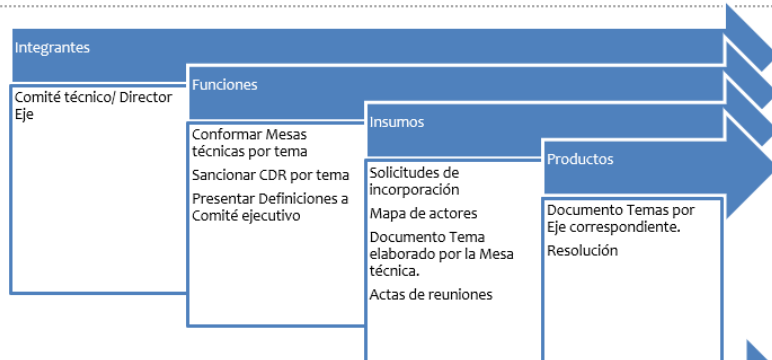 Integrantes
Comité técnico/ Director
Eje
Funciones
Conformar Mesas
técnicas por tema
Sancionar CDR por tema
Presentar Definiciones a
Comité ejecutivo
Insumos
Solicitudes de
incorporación
Mapa de actores
Documento Tema
elaborado por la Mesa
técnica.
Actas de reuniones
Productos
Documento Temas por
Eje correspondiente.
Resolución